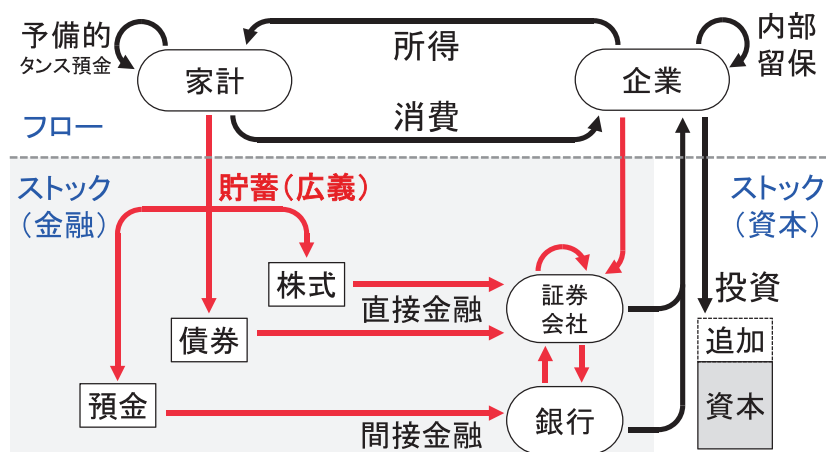 予備的
タンス預金
家計
所得
企業
内部
留保
消費
フロー
ストック
（金融）
貯蓄（広義）
ストック
（資本）
株式
直接金融
証券
会社
投資
債券
追加
預金
間接金融
銀行
資本